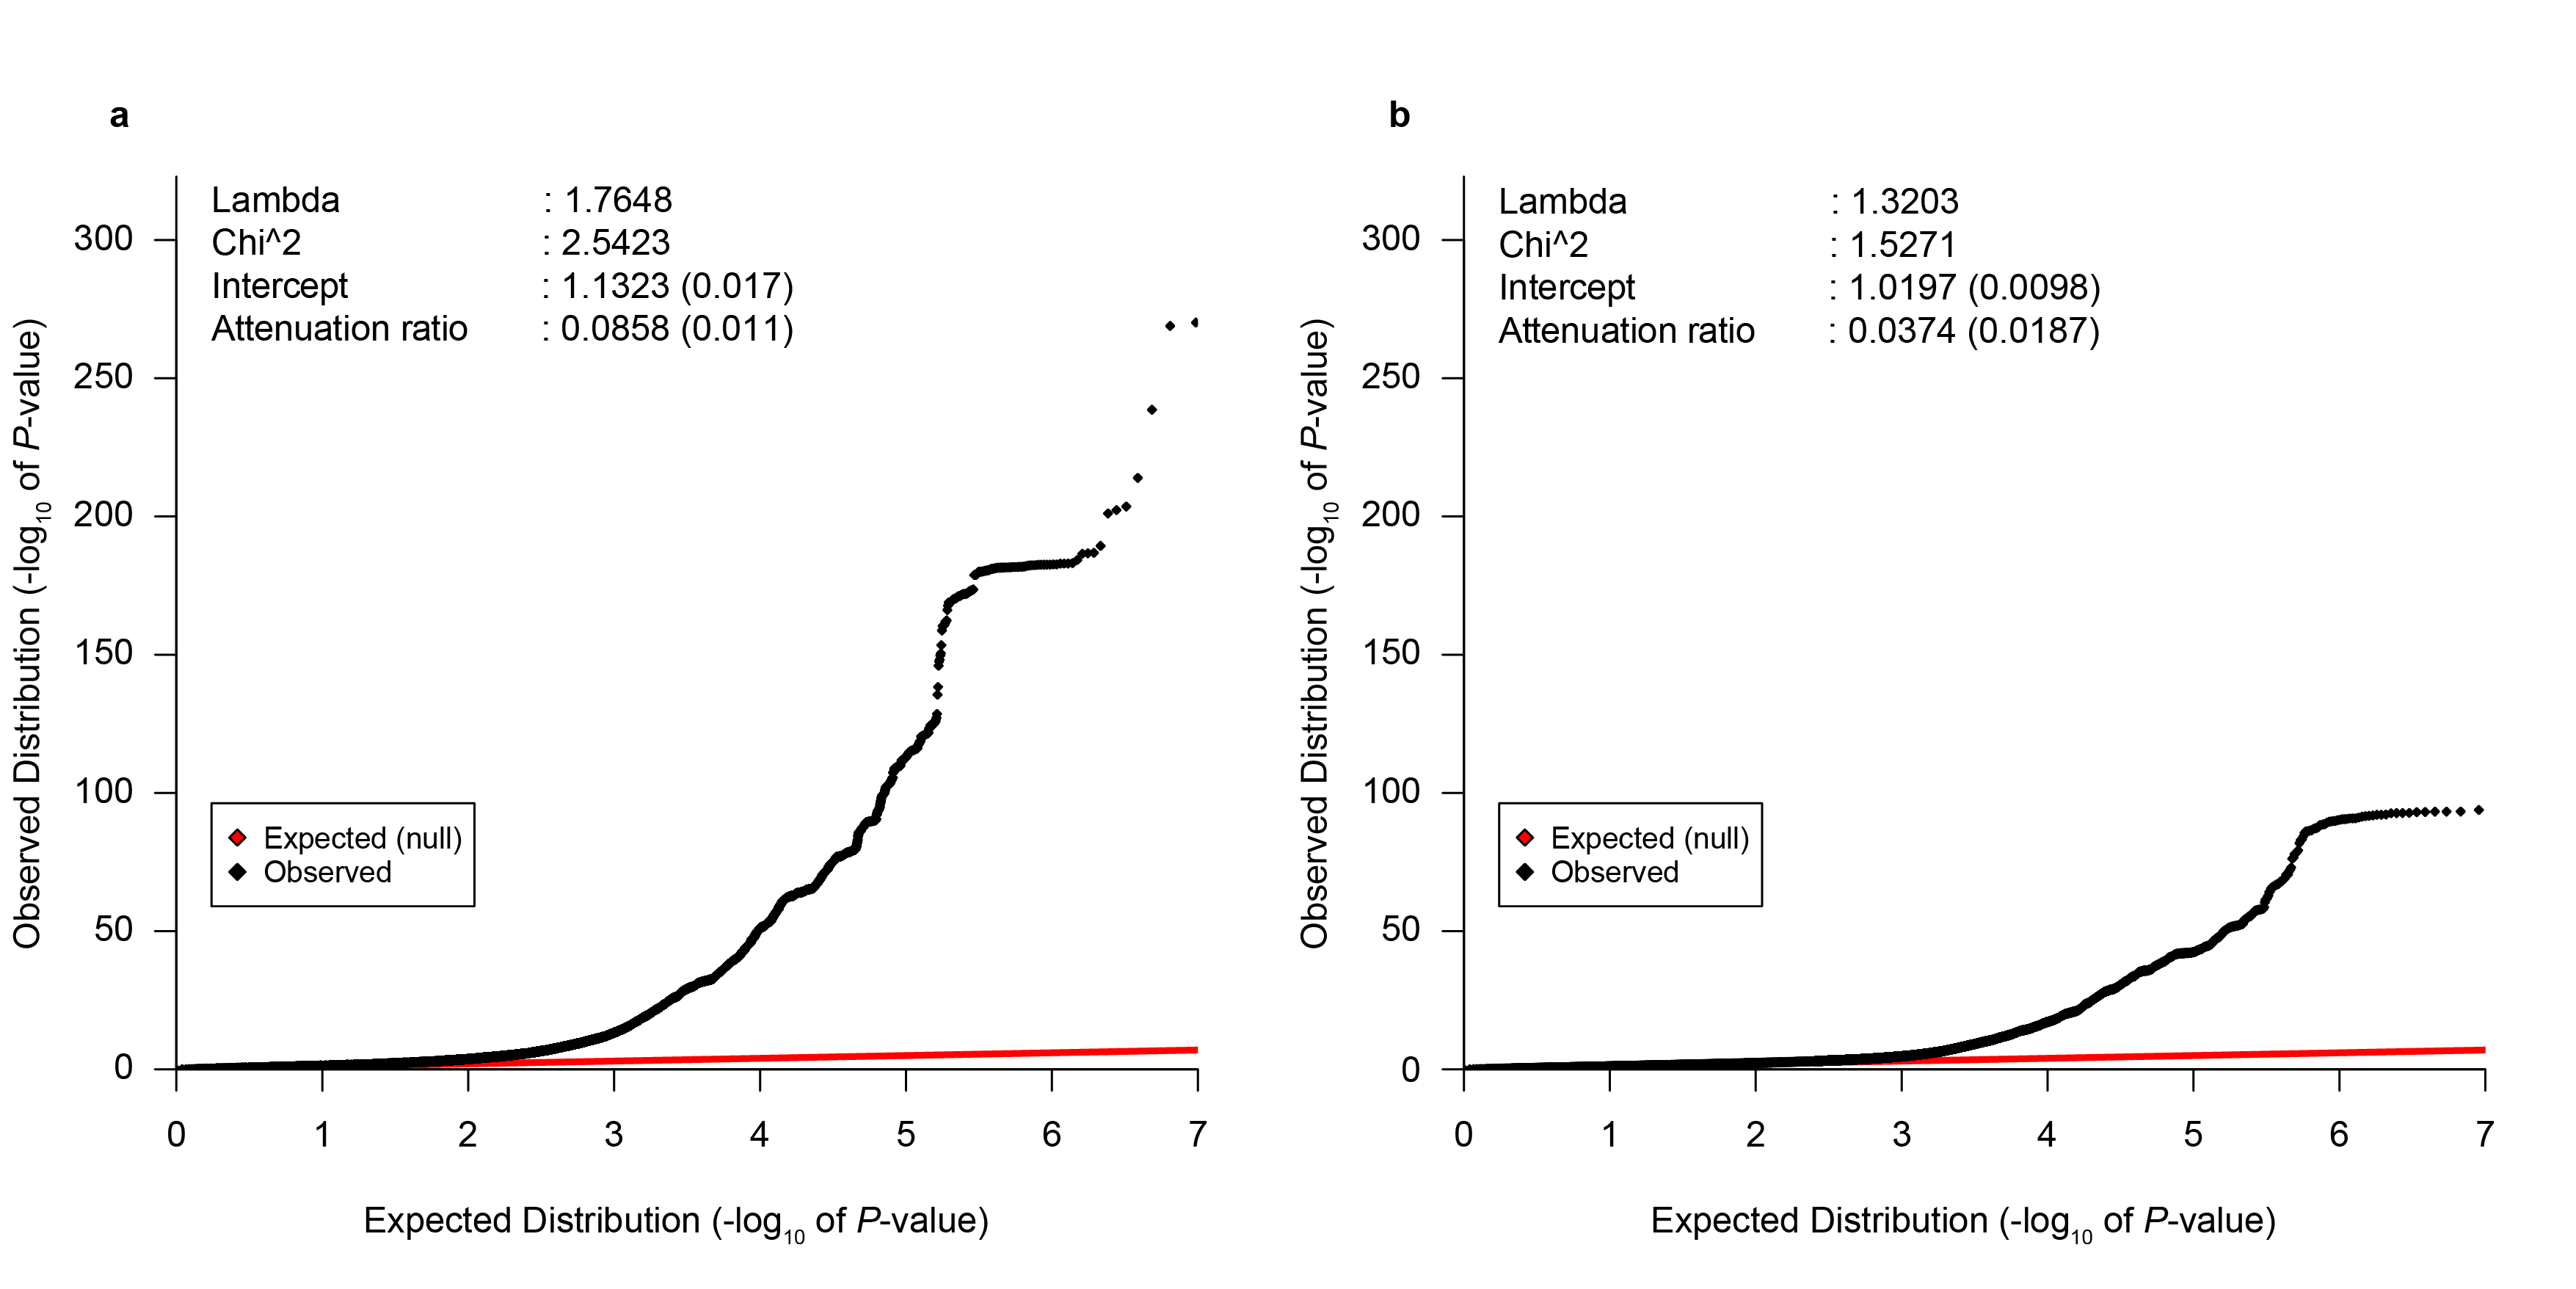 a
Lambda : 1.7648
Chi^2 : 2.5423
Intercept : 1.1323 (0.017)
Attenuation ratio : 0.0858 (0.011)
300
250
200
150
100
50
0
Observed Distribution (-log10 of P-value)
Expected (null)
Observed
0 1 2 3 4 5 6 7
Expected Distribution (-log10 of P-value)
b
Lambda : 1.3203
Chi^2 : 1.5271
Intercept : 1.0197 (0.0098)
Attenuation ratio : 0.0374 (0.0187)
300
250
200
150
100
50
0
Observed Distribution (-log10 of P-value)
Expected (null)
Observed
0 1 2 3 4 5 6 7
Expected Distribution (-log10 of P-value)